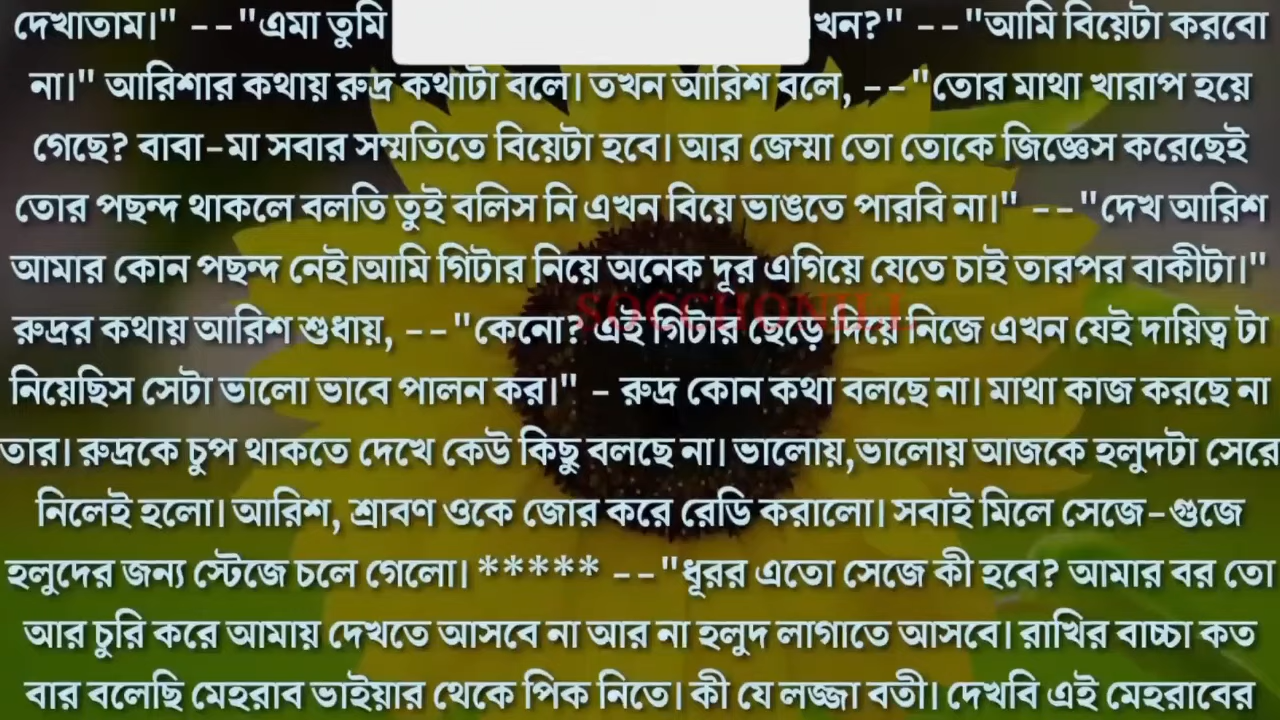 দেখাতাম।" --"এমা তুমি খন?" --"আমি বিয়েটা করবো
না।" আরিশার কথায় রুদ্র কথাটা বলে। তখন আরিশ বলে, --"তোর মাথা খারাপ হয়ে
গেছে? বাবা-মা সবার সম্মতিতে বিয়েটা হবে। আর জেম্মা তো তোকে জিজ্ঞেস করেছেই
তোর পছন্দ থাকলে বলতি তুই বলিস নি এখন বিয়ে ভাঙতে পারবি না।" --"দেখ আরিশ
আমার কোন পছন্দ নেই।আমি গিটার নিয়ে অনেক দূর এগিয়ে যেতে চাই তারপর বাকীটা।"
SOCCHONILL
রুদ্রর কথায় আরিশ শুধায়, --"কেনো? এই গিটার ছেড়ে দিয়ে নিজে এখন যেই দায়িত্ব টা
নিয়েছিস সেটা ভালো ভাবে পালন কর।" - রুদ্র কোন কথা বলছে না। মাথা কাজ করছে না
তার। রুদ্রকে চুপ থাকতে দেখে কেউ কিছু বলছে না। ভালোয়,ভালোয় আজকে হলুদটা সেরে
নিলেই হলো। আরিশ, শ্রাবণ ওকে জোর করে রেডি করালো। সবাই মিলে সেজে-গুজে
হলুদের জন্য স্টেজে চলে গেলো। ***** --"ধূরর এতো সেজে কী হবে? আমার বর তো
আর চুরি করে আমায় দেখতে আসবে না আর না হলুদ লাগাতে আসবে। রাখির বাচ্চা কত
বার বলেছি মেহরাব ভাইয়ার থেকে পিক নিতে। কী যে লজ্জা বতী। দেখবি এই মেহরাবের